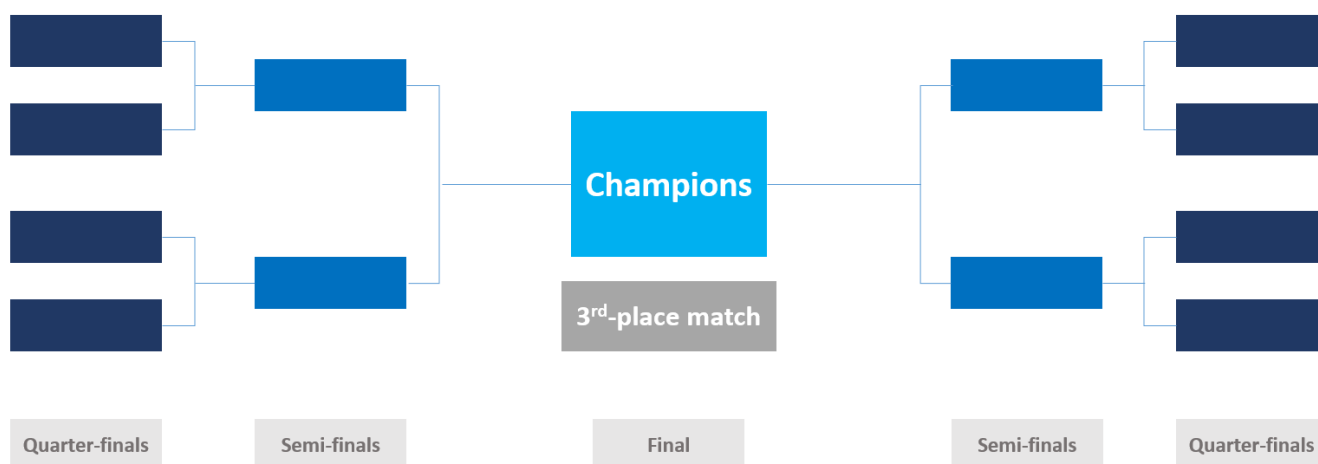 Champions
3rd-place match
Quarter-finals
Semi-finals
Final
Semi-finals
Quarter-finals